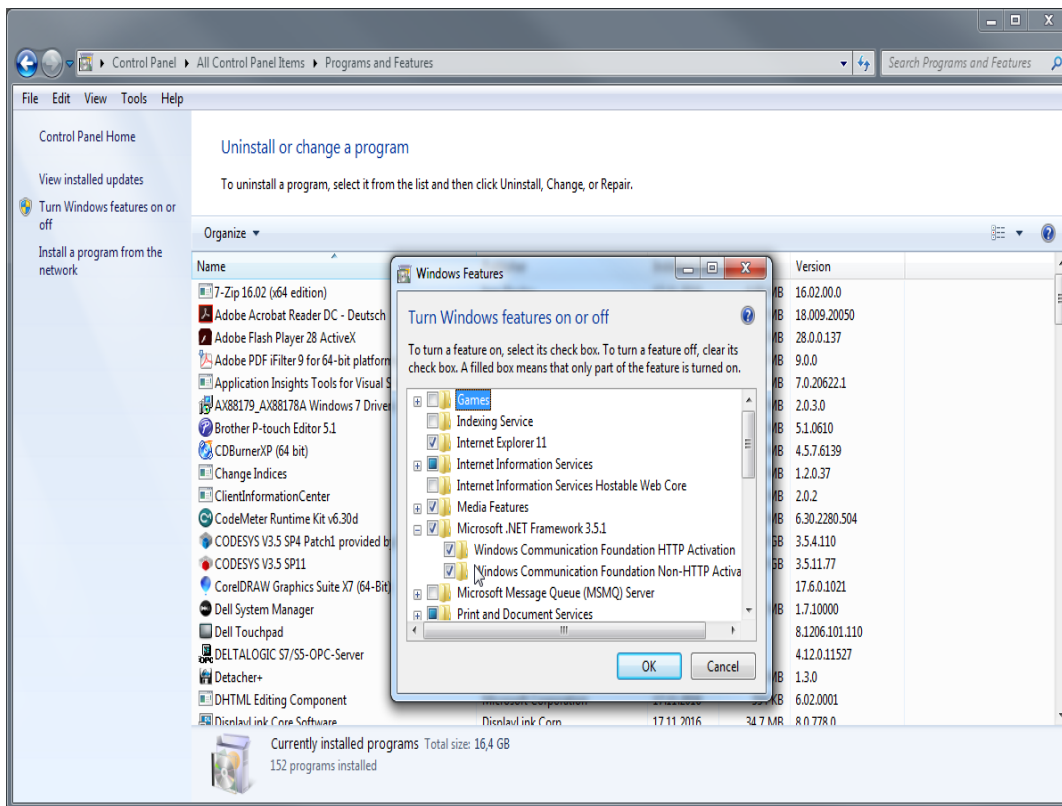 Control Panel All Control Panel Items Programs and Features Search Programs and Features
File Edit View Tools Help
Control Panel Home
View installed updates
Turn Windows features on or
off
Install a program from the
network
Uninstall or change a program
To uninstall a program, select it from the list and then click Uninstall, Change, or Repair.
Organize
Name Version
7-Zip 16.02 (x64 edition) MB 16.02.00.0
Adobe Acrobat Reader DC - Deutsch MB 18.009.20050
Adobe Flash Player 28 ActiveX MB 28.0.0.137
Adobe PDF iFilter 9 for 64-bit platform MB 9.0.0
Application Insights Tools for Visual S MB 7.0.20622.1
AX88179_AX88178A Windows 7 Driver MB 2.0.3.0
Brother P-touch Editor 5.1 MB 5.1.0610
CDBurnerXP (64 bit) MB 4.5.7.6139
Change Indices MB 1.2.0.37
ClientInformationCenter MB 2.0.2
CodeMeter Runtime Kit v6.30d MB 6.30.2280.504
CODESYS V3.5 SP4 Patch1 provided b GB 3.5.4.110
CODESYS V3.5 SP11 GB 3.5.11.77
CorelDRAW Graphics Suite X7 (64-Bit) 17.6.0.1021
Dell System Manager MB 1.7.10000
Dell Touchpad 8.1206.101.110
DELTALOGIC S7/S5-OPC-Server 4.12.0.11527
Detacher+ MB 1.3.0
DHTML Editing Component KB 6.02.0001
DisplayLink Core Software DisplayLink Corp. 17.11.2016 34,7 MB 8.0.778.0
Windows Features
Turn Windows features on or off
To turn a feature on, select its check box. To turn a feature off, clear its
check box. A filled box means that only part of the feature is turned on.
Games
Indexing Service
Internet Explorer 11
Internet Information Services
Internet Information Services Hostable Web Core
Media Features
Microsoft .NET Framework 3.5.1
Windows Communication Foundation HTTP Activation
Windows Communication Foundation Non-HTTP Activa
Microsoft Message Queue (MSMQ) Server
Print and Document Services
OK Cancel
Currently installed programs Total size: 16,4 GB
152 programs installed